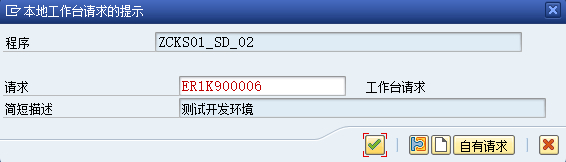 本地工作台请求的提示
程序 ZCKS01_SD_02
请求 ER1K900006 工作台请求
简短描述 测试开发环境
自有请求